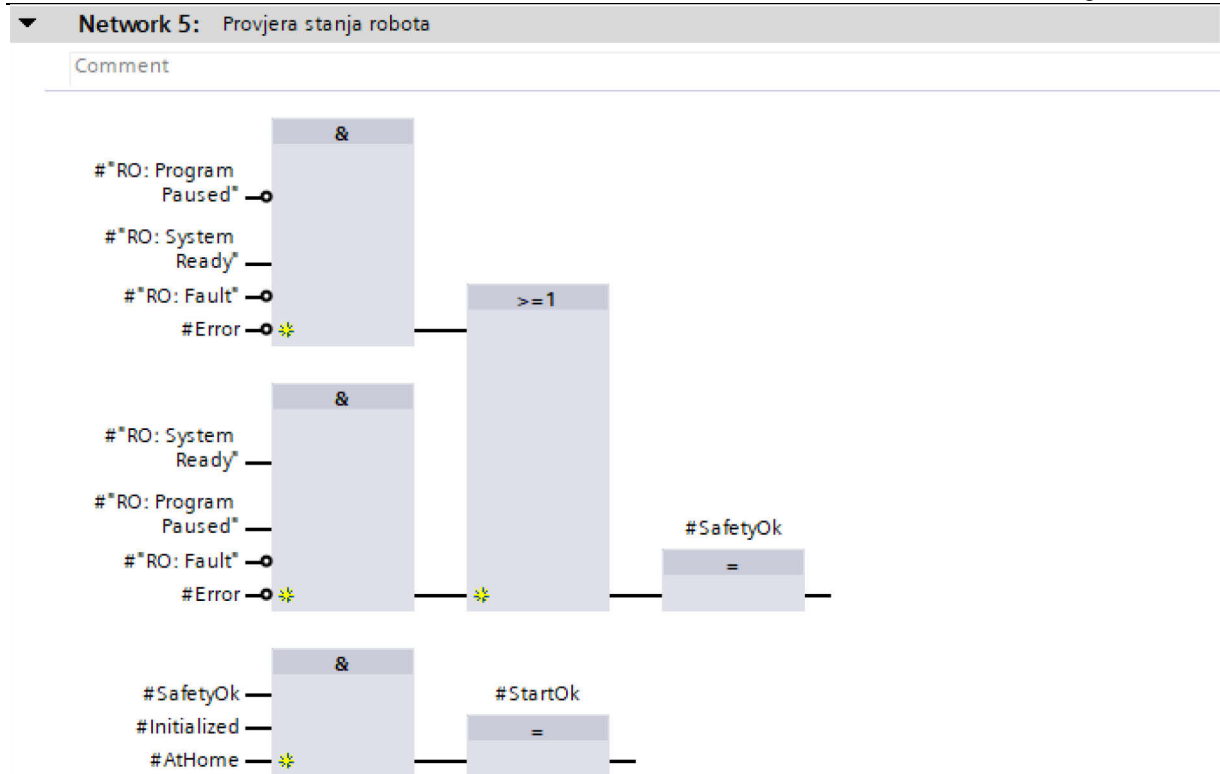 Network 5: Provjera stanja robota
Comment
&
#"RO: Program
Paused"
#"RO: System
Ready"
#"RO: Fault"
#Error
>=1
&
#"RO: System
Ready"
#"RO: Program
Paused"
#"RO: Fault"
#Error
#SafetyOk
=
&
#SafetyOk
#Initialized
#AtHome
#StartOk
=